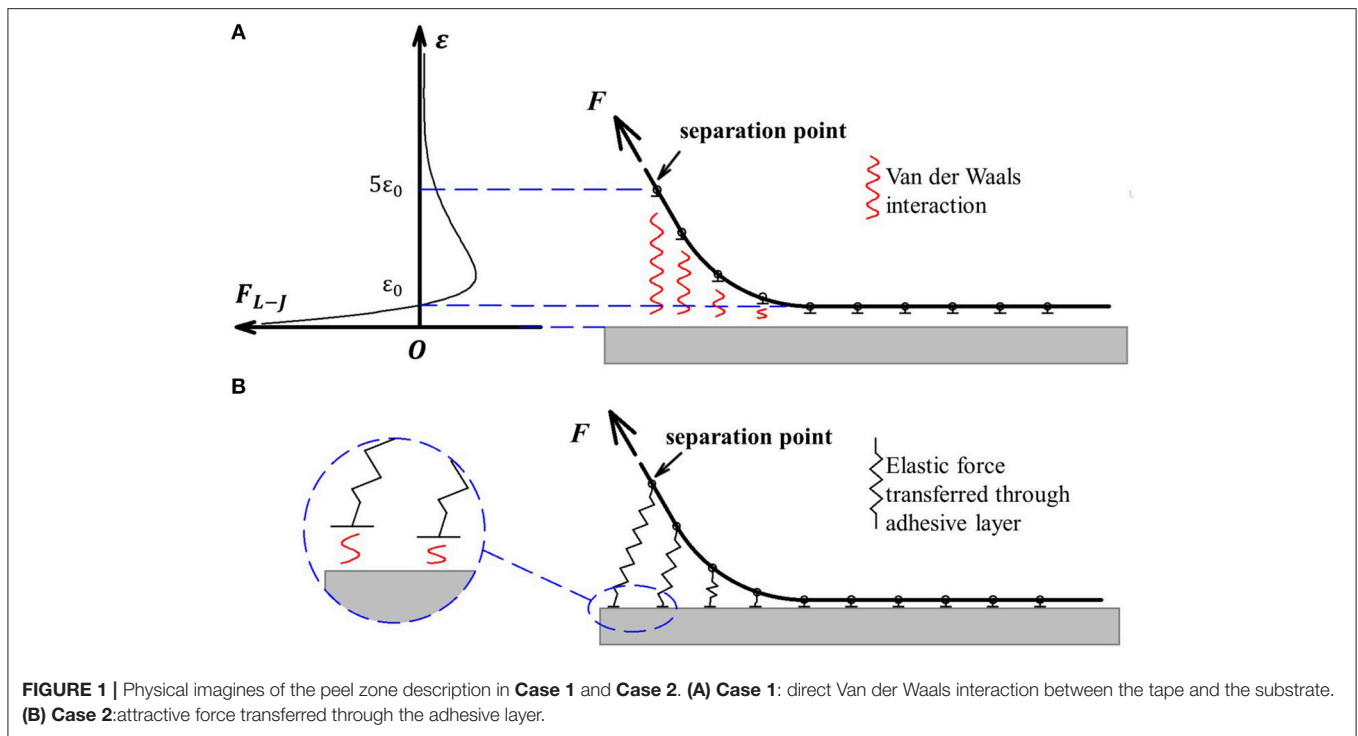 A
ε
F
separation point
5ε₀
Van der Waals
interaction
ε₀
F_{L-J}
O
B
F
separation point
Elastic force
transferred through
adhesive layer
FIGURE 1 | Physical imagines of the peel zone description in Case 1 and Case 2. (A) Case 1: direct Van der Waals interaction between the tape and the substrate.
(B) Case 2:attractive force transferred through the adhesive layer.